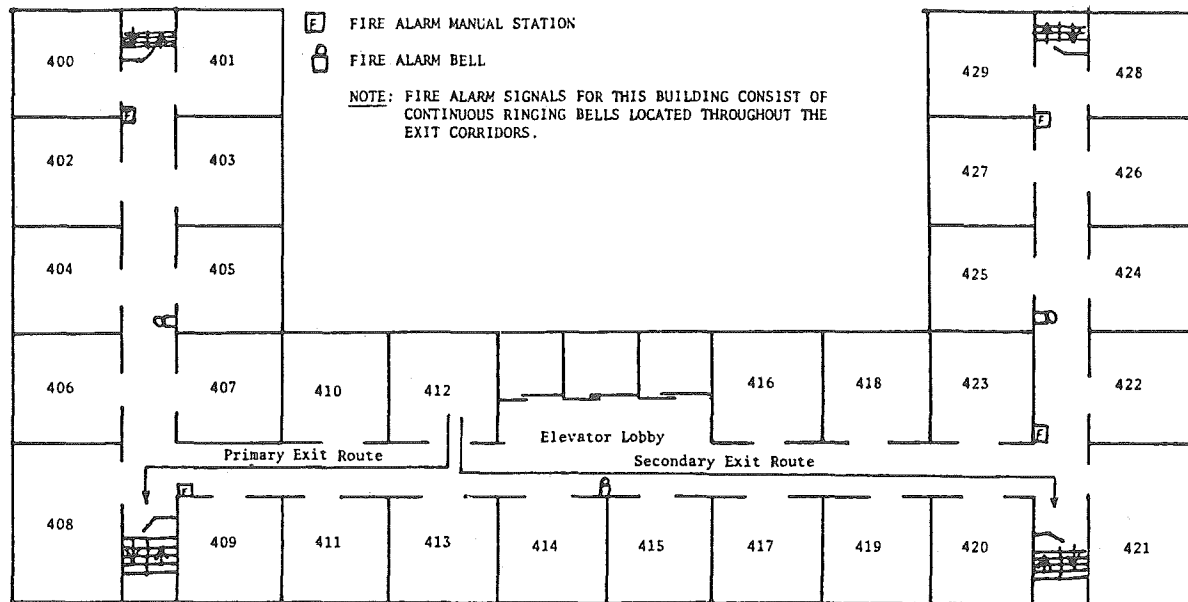 F FIRE ALARM MANUAL STATION
FIRE ALARM BELL
NOTE: FIRE ALARM SIGNALS FOR THIS BUILDING CONSIST OF
CONTINUOUS RINGING BELLS LOCATED THROUGHOUT THE
EXIT CORRIDORS.
400 401 429 428
F F
402 403 427 426
404 405 425 424
406 407 410 412 416 418 423 422
F
Elevator Lobby
Primary Exit Route Secondary Exit Route
F
408 409 411 413 414 415 417 419 420 421